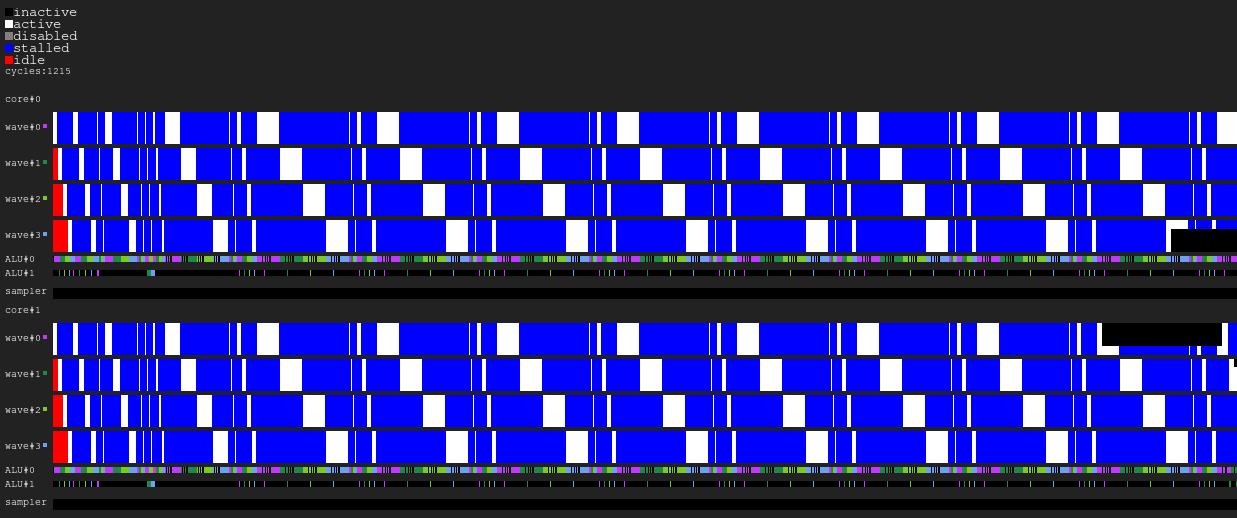 inactive
active
disabled
stalled
idle
cycles:1215
core#0
wave#0
wave#1
wave#2
wave#3
ALU#0
ALU#1
sampler
core#1
wave#0
wave#1
wave#2
wave#3
ALU#0
ALU#1
sampler